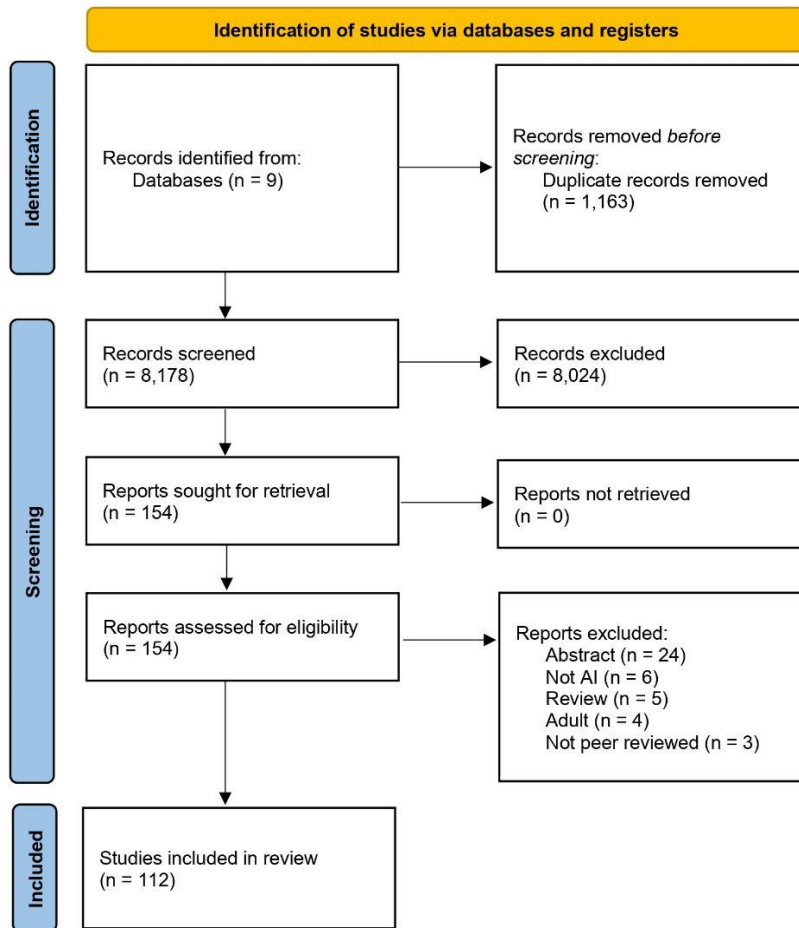 Identification of studies via databases and registers
Identification
Records identified from:
Databases (n = 9)
Records removed before
screening:
Duplicate records removed
(n = 1,163)
Screening
Records screened
(n = 8,178)
Records excluded
(n = 8,024)
Reports sought for retrieval
(n = 154)
Reports not retrieved
(n = 0)
Reports assessed for eligibility
(n = 154)
Reports excluded:
Abstract (n = 24)
Not AI (n = 6)
Review (n = 5)
Adult (n = 4)
Not peer reviewed (n = 3)
Included
Studies included in review
(n = 112)